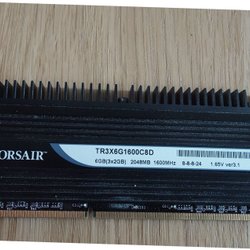 CORSAIR
TR3X6G1600C8D
6GB(3x2GB) 2048MB 1600MHz 8-8-8-24 1.65V ver3.1